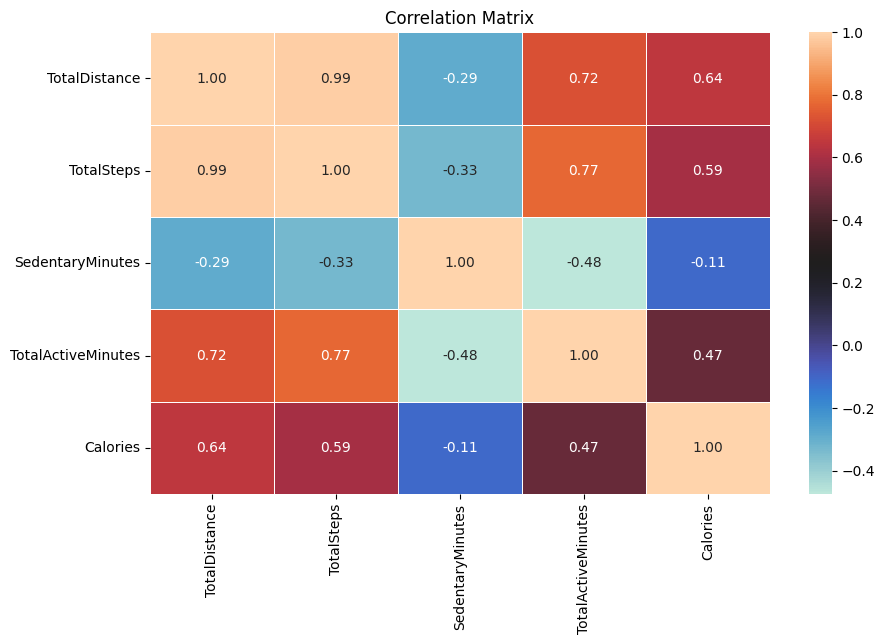 Correlation Matrix
TotalDistance 1.00 0.99 -0.29 0.72 0.64
TotalSteps 0.99 1.00 -0.33 0.77 0.59
SedentaryMinutes -0.29 -0.33 1.00 -0.48 -0.11
TotalActiveMinutes 0.72 0.77 -0.48 1.00 0.47
Calories 0.64 0.59 -0.11 0.47 1.00
TotalDistance
TotalSteps
SedentaryMinutes
TotalActiveMinutes
Calories
1.0
0.8
0.6
0.4
0.2
0.0
−0.2
−0.4